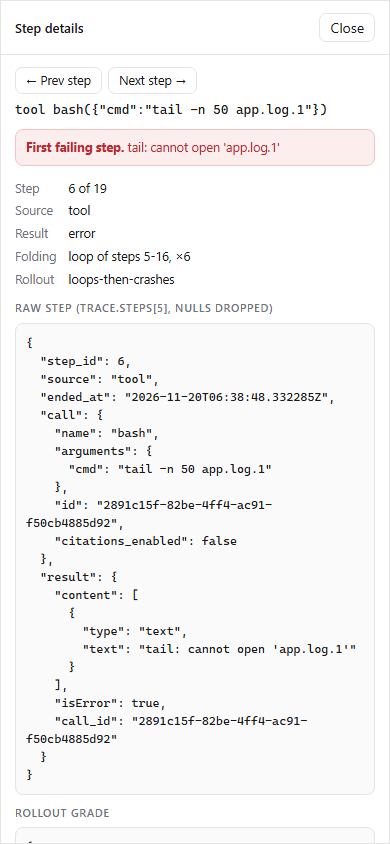 Step details
Close
← Prev step
Next step →
tool bash({"cmd":"tail -n 50 app.log.1"})
First failing step. tail: cannot open 'app.log.1'
Step 6 of 19
Source tool
Result error
Folding loop of steps 5-16, ×6
Rollout loops-then-crashes
RAW STEP (TRACE.STEPS[5], NULLS DROPPED)
{
  "step_id": 6,
  "source": "tool",
  "ended_at": "2026-11-20T06:38:48.332285Z",
  "call": {
    "name": "bash",
    "arguments": {
      "cmd": "tail -n 50 app.log.1"
    },
    "id": "2891c15f-82be-4ff4-ac91-
f50cb4885d92",
    "citations_enabled": false
  },
  "result": {
    "content": [
      {
        "type": "text",
        "text": "tail: cannot open 'app.log.1'"
      }
    ],
    "isError": true,
    "call_id": "2891c15f-82be-4ff4-ac91-
f50cb4885d92"
  }
}
ROLLOUT GRADE